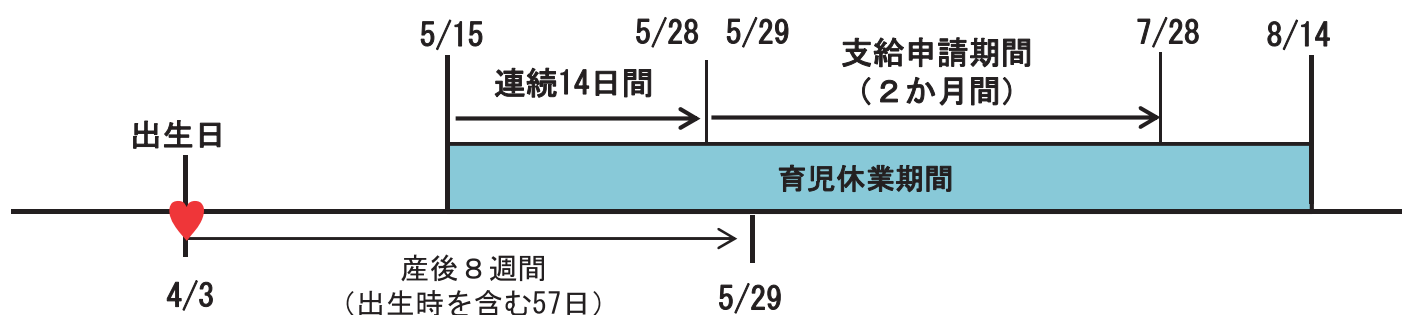 5/15
5/28
5/29
7/28
8/14
連続14日間
支給申請期間
（２か月間）
出生日
育児休業期間
産後８週間
（出生時を含む57日）
4/3
5/29